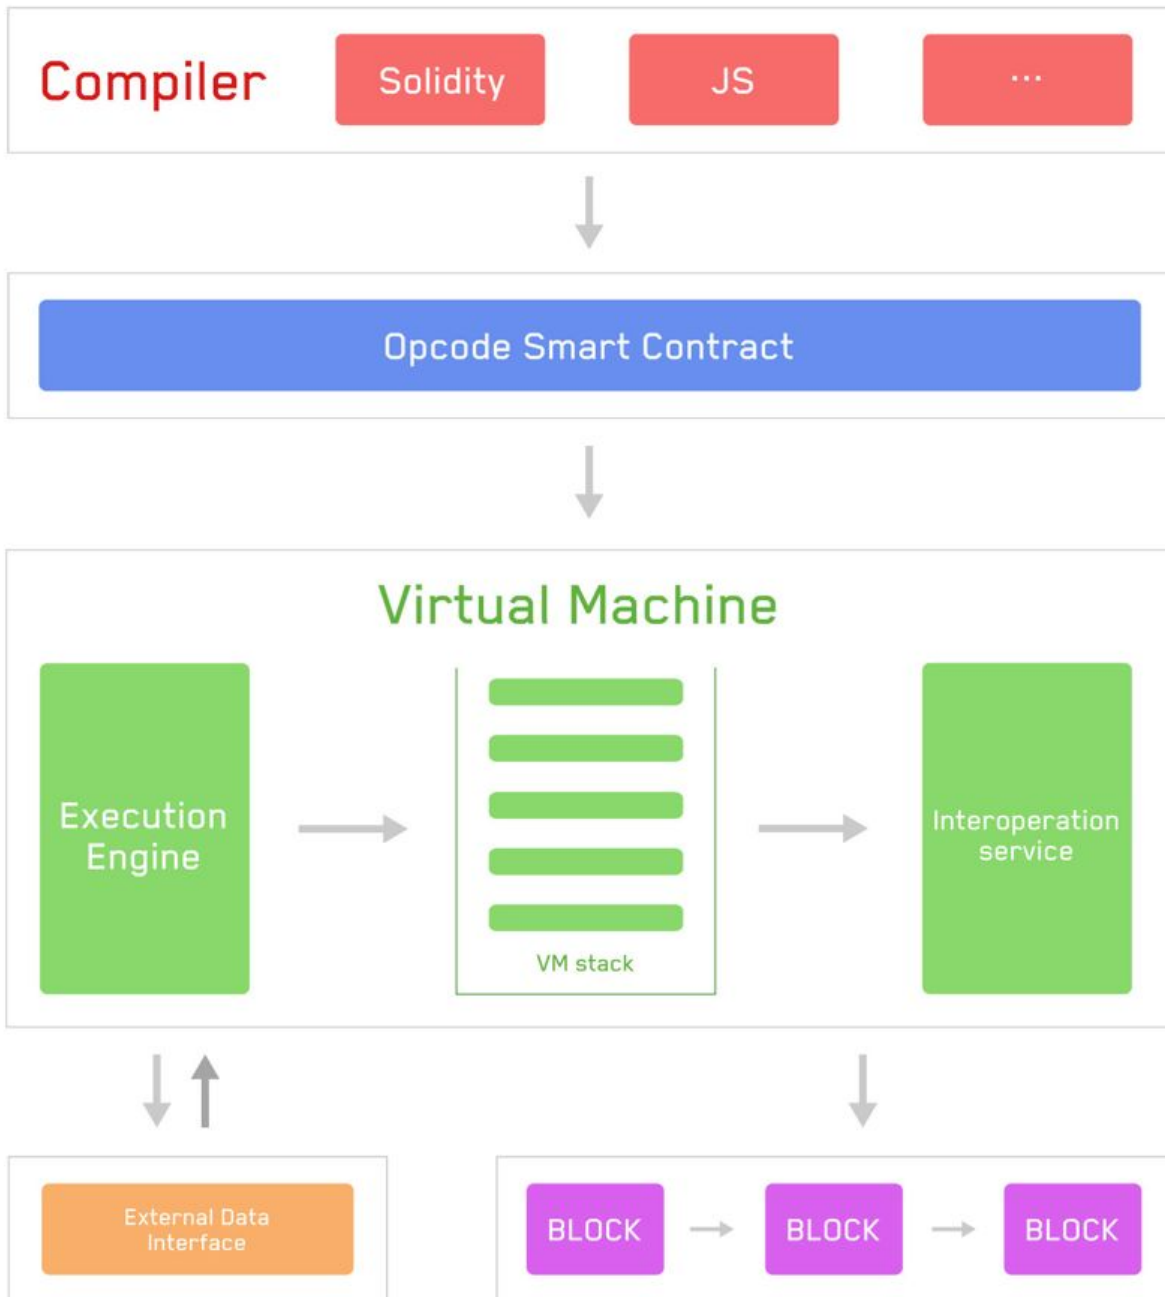 Compiler
Solidity
JS
...
Opcode Smart Contract
Virtual Machine
Execution
Engine
VM stack
Interoperation
service
External Data
Interface
BLOCK
BLOCK
BLOCK